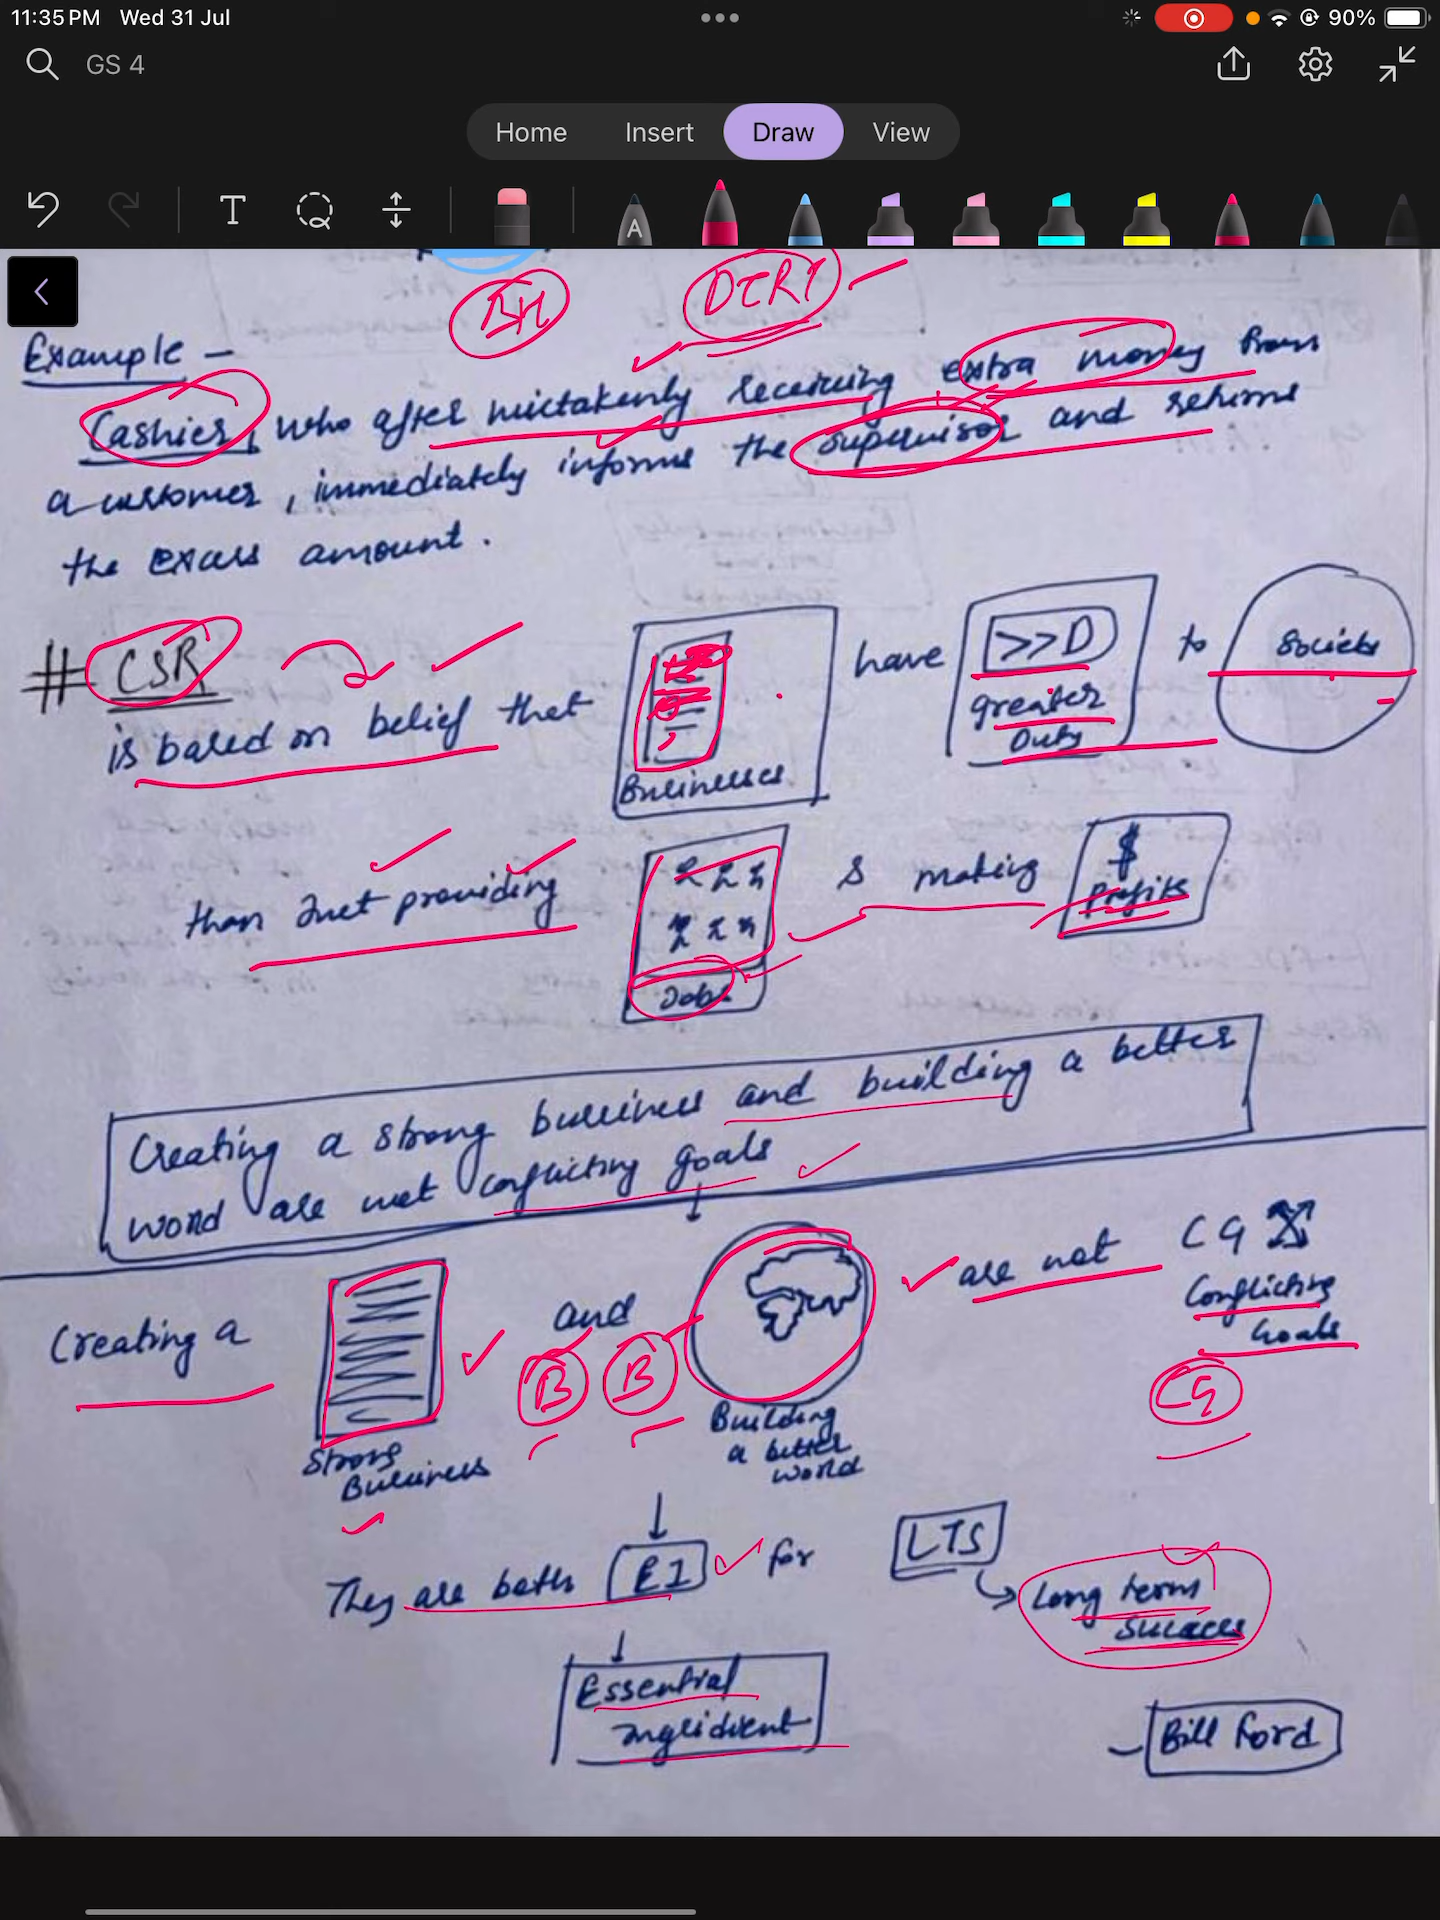 11:35 PM Wed 31 Jul
90%
GS 4
Home Insert Draw View
T
A
Example -
Cashier, who after mistakenly receiving extra money from
a customer, immediately informs the supervisor and returns
the excess amount.
# CSR
is based on belief that
Businesses
have
>>D
greater
Duty
to
Society
than Just providing
Jobs
& making
$
Profits
Creating a strong business and building a better
word are not conflicting goals
Creating a
Strong
Business
and
B B
Building
a better
world
are not
CG
Conflicting
Goals
CG
They are both EI for
LTS
Long term
success
Essential
Ingredient
- Bill Ford